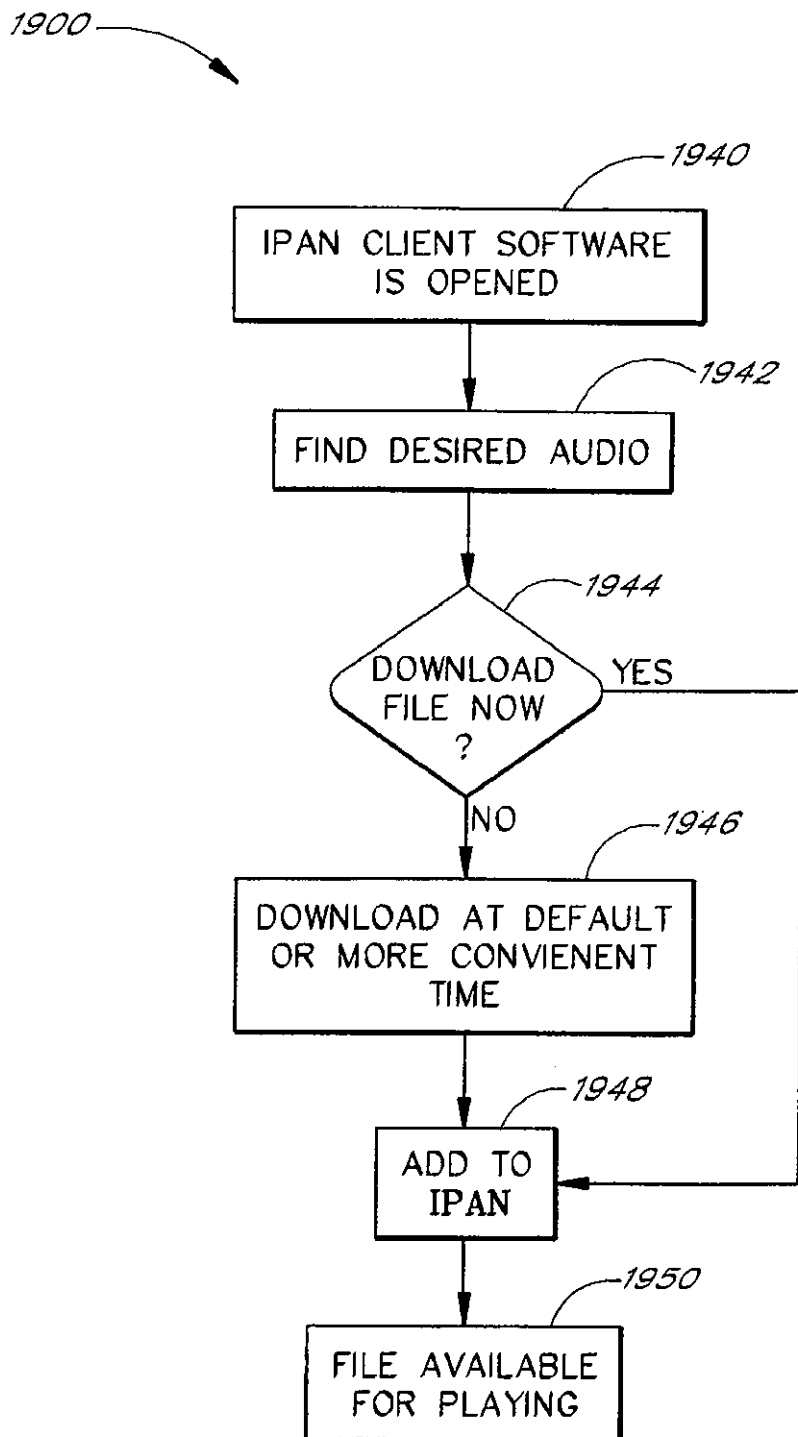 1900
1940
IPAN CLIENT SOFTWARE
IS OPENED
1942
FIND DESIRED AUDIO
1944
DOWNLOAD
FILE NOW
?
YES
NO
1946
DOWNLOAD AT DEFAULT
OR MORE CONVIENENT
TIME
1948
ADD TO
IPAN
1950
FILE AVAILABLE
FOR PLAYING